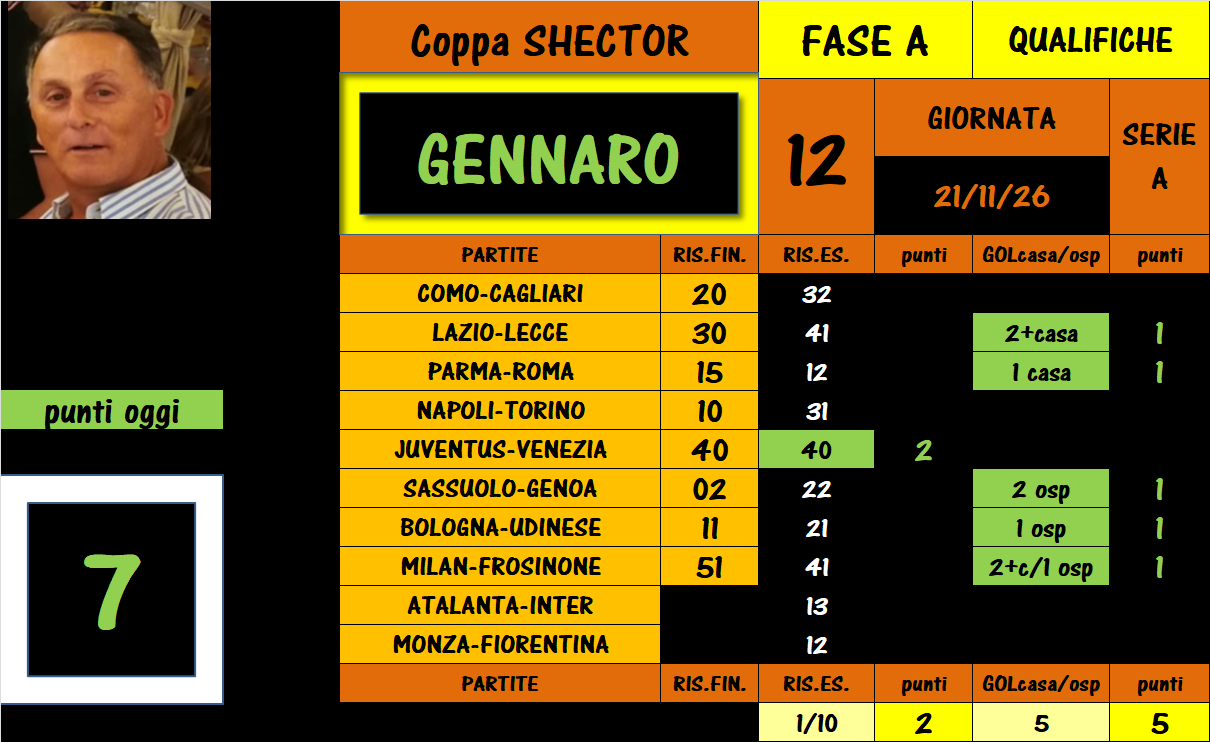 Coppa SHECTOR FASE A QUALIFICHE
GENNARO 12 GIORNATA SERIE A
21/11/26
PARTITE RIS.FIN. RIS.ES. punti GOLcasa/osp punti
COMO-CAGLIARI 20 32
LAZIO-LECCE 30 41 2+casa 1
PARMA-ROMA 15 12 1 casa 1
punti oggi
NAPOLI-TORINO 10 31
JUVENTUS-VENEZIA 40 40 2
SASSUOLO-GENOA 02 22 2 osp 1
BOLOGNA-UDINESE 11 21 1 osp 1
7
MILAN-FROSINONE 51 41 2+c/1 osp 1
ATALANTA-INTER 13
MONZA-FIORENTINA 12
PARTITE RIS.FIN. RIS.ES. punti GOLcasa/osp punti
1/10 2 5 5